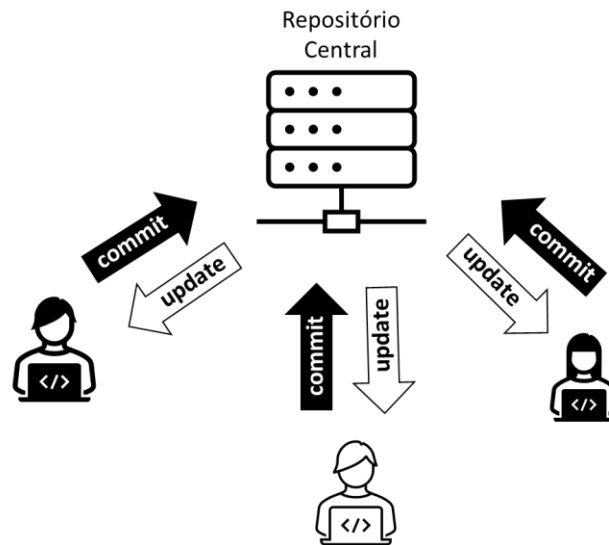 Repositório
Central
commit
update
commit
update
update
commit
</>
</>
</>